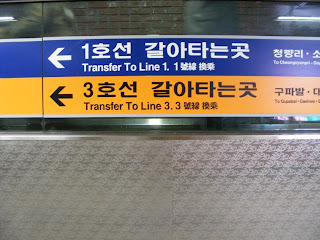 1호선 갈아타는곳
Transfer To Line 1. 1 號線 換乘
청량리 · 소
3호선 갈아타는곳
Transfer To Line 3. 3 號線 換乘
구파발 · 대